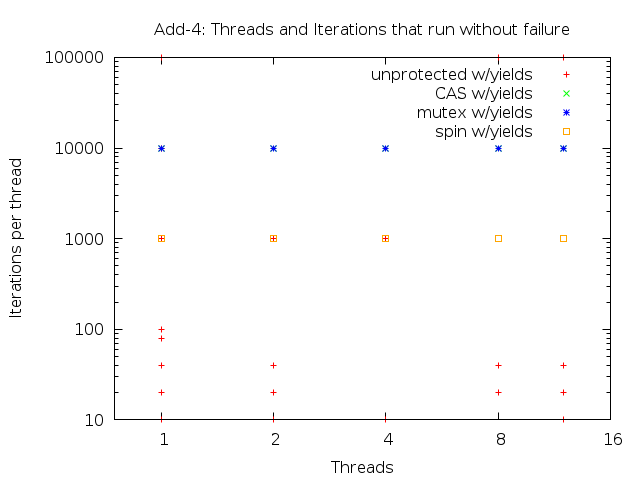 Add-4: Threads and Iterations that run without failure
100000
unprotected w/yields
CAS w/yields
mutex w/yields
spin w/yields
10000
1000
100
10
Iterations per thread
1 2 4 8 16
Threads